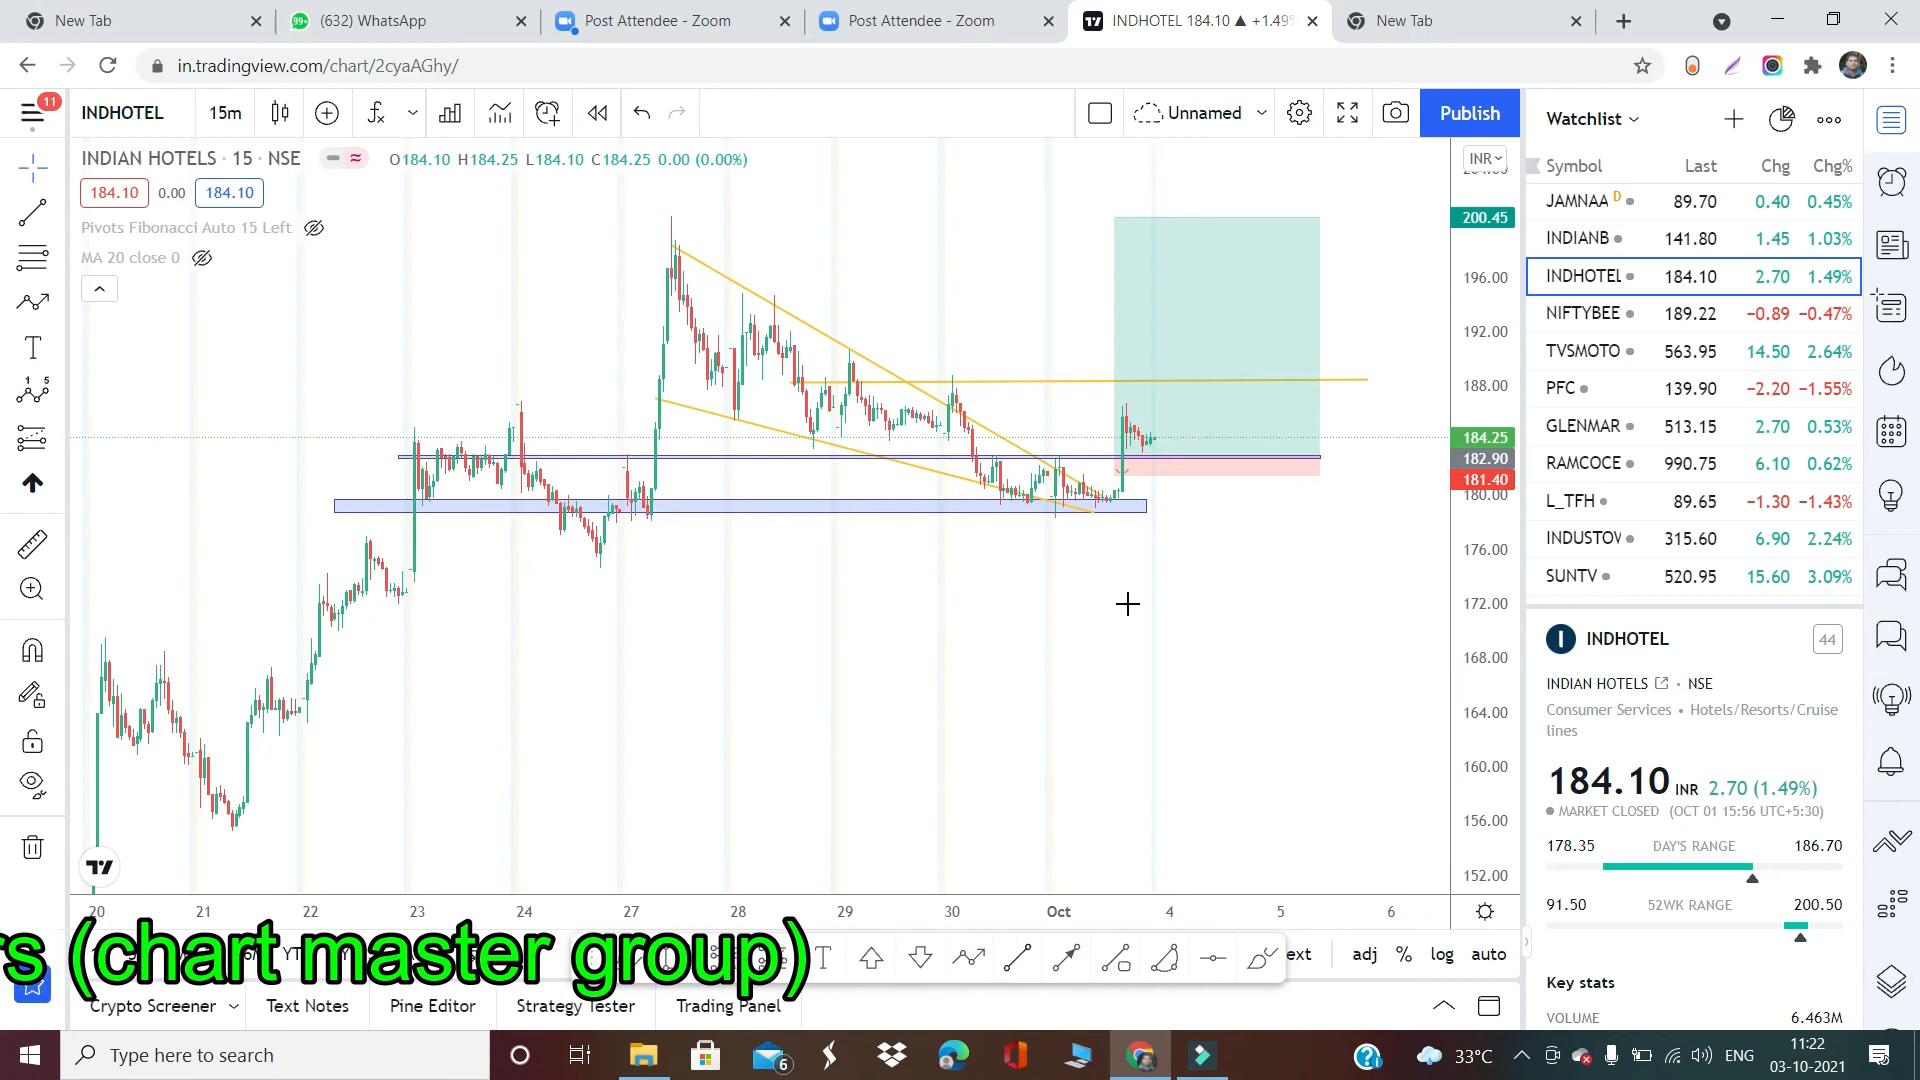 New Tab
(632) WhatsApp
Post Attendee - Zoom
Post Attendee - Zoom
INDHOTEL 184.10 ▲ +1.49%
New Tab
in.tradingview.com/chart/2cyaAGhy/
11
INDHOTEL
15m
Unnamed
Publish
INDIAN HOTELS · 15 · NSE
O184.10 H184.25 L184.10 C184.25 0.00 (0.00%)
184.10 0.00 184.10
Pivots Fibonacci Auto 15 Left
MA 20 close 0
INR
200.45
196.00
192.00
188.00
184.25
182.90
181.40
180.00
176.00
172.00
168.00
164.00
160.00
156.00
152.00
20 21 22 23 24 27 28 29 30 Oct 4 5 6
Watchlist
Symbol Last Chg Chg%
JAMNAA D 89.70 0.40 0.45%
INDIANB 141.80 1.45 1.03%
INDHOTEL 184.10 2.70 1.49%
NIFTYBEE 189.22 −0.89 −0.47%
TVSMOTO 563.95 14.50 2.64%
PFC 139.90 −2.20 −1.55%
GLENMAR 513.15 2.70 0.53%
RAMCOCE 990.75 6.10 0.62%
L_TFH 89.65 −1.30 −1.43%
INDUSTOV 315.60 6.90 2.24%
SUNTV 520.95 15.60 3.09%
INDHOTEL
44
INDIAN HOTELS · NSE
Consumer Services • Hotels/Resorts/Cruise
lines
184.10 INR 2.70 (1.49%)
MARKET CLOSED (OCT 01 15:56 UTC+5:30)
178.35 DAY'S RANGE 186.70
91.50 52WK RANGE 200.50
Key stats
VOLUME 6.463M
rs (chart master group)
ext adj % log auto
Crypto Screener Text Notes Pine Editor Strategy Tester Trading Panel
Type here to search
6
33°C
ENG
11:22
03-10-2021